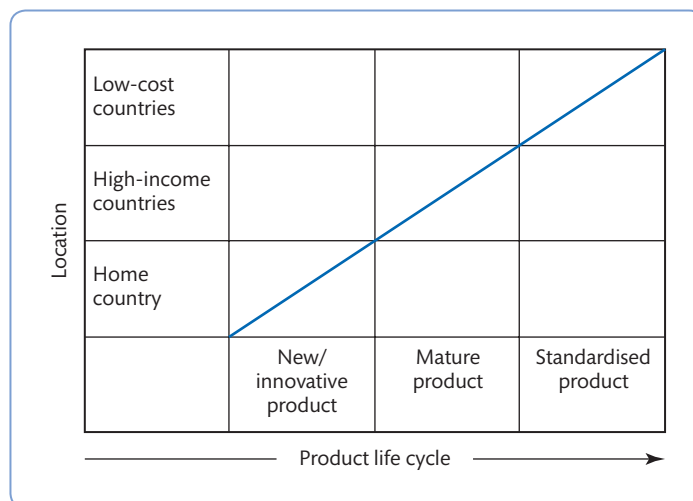 Low-cost
countries
High-income
countries
Location
Home
country
New/
innovative
product
Mature
product
Standardised
product
Product life cycle